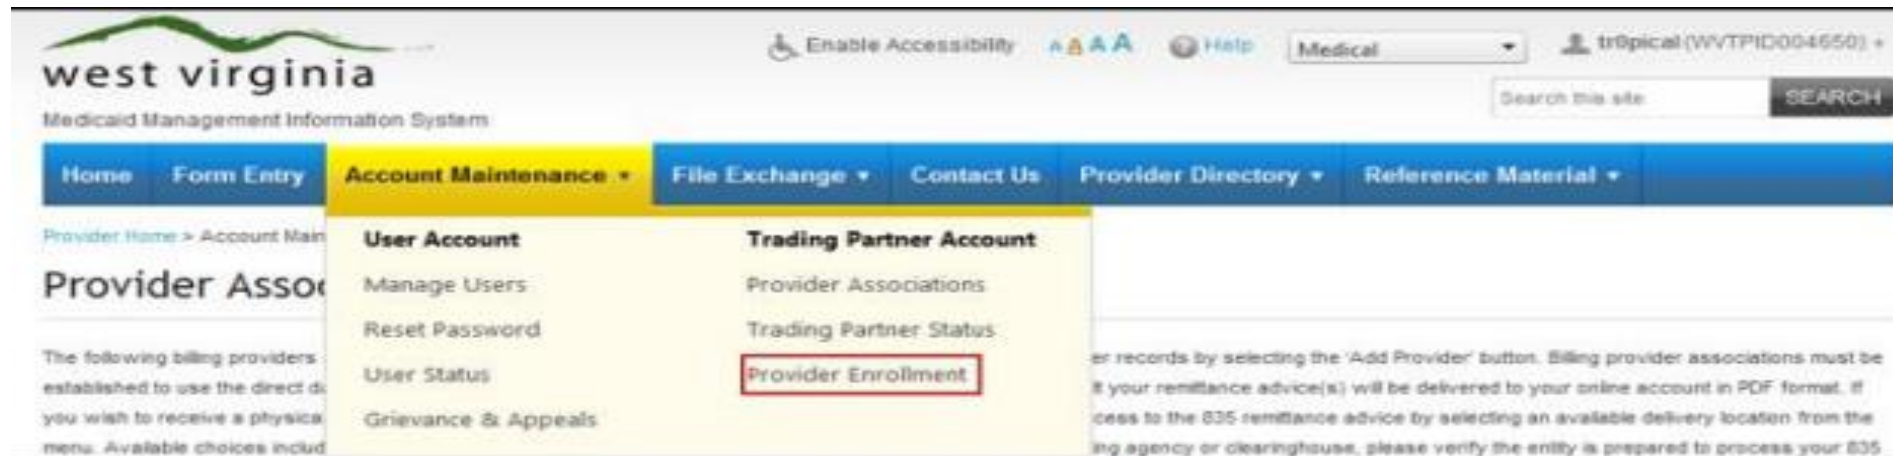 Enable Accessibility A A A A Help Medical tr0pical (WVTPID004650)
west virginia
Search this site SEARCH
Medicaid Management Information System
Home Form Entry Account Maintenance File Exchange Contact Us Provider Directory Reference Material
Provider Home > Account Main
User Account Trading Partner Account
Provider Asso
Manage Users Provider Associations
Reset Password Trading Partner Status
The following billing providers er records by selecting the 'Add Provider' button. Billing provider associations must be
User Status Provider Enrollment
established to use the direct d lt your remittance advice(s) will be delivered to your online account in PDF format. If
you wish to receive a physica cess to the 835 remittance advice by selecting an available delivery location from the
Grievance & Appeals
menu. Available choices includ ing agency or clearinghouse, please verify the entity is prepared to process your 835